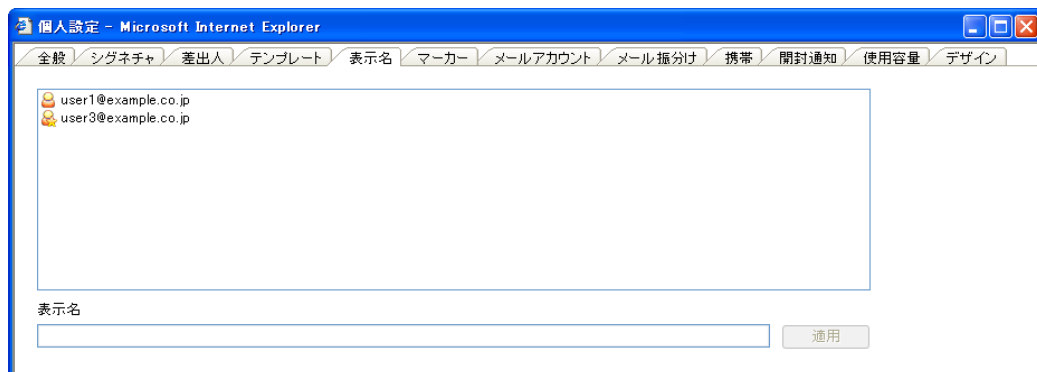 個人設定 - Microsoft Internet Explorer
全般 シグネチャ 差出人 テンプレート 表示名 マーカー メールアカウント メール振分け 携帯 開封通知 使用容量 デザイン
user1@example.co.jp
user3@example.co.jp
表示名
適用